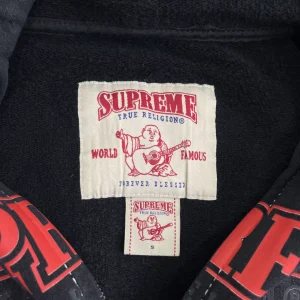 SUPREME
TRUE RELIGION®
WORLD FAMOUS
FOREVER BLESSED
SUPREME
TRUE RELIGION
S